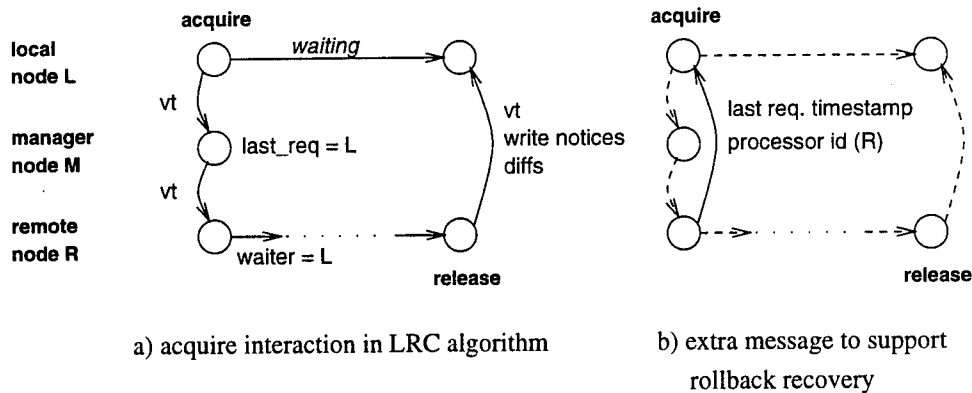 acquire
local
node L
waiting
vt
manager
node M
last_req = L
vt
write notices
diffs
vt
remote
node R
waiter = L
release
a) acquire interaction in LRC algorithm
acquire
last req. timestamp
processor id (R)
release
b) extra message to support
rollback recovery